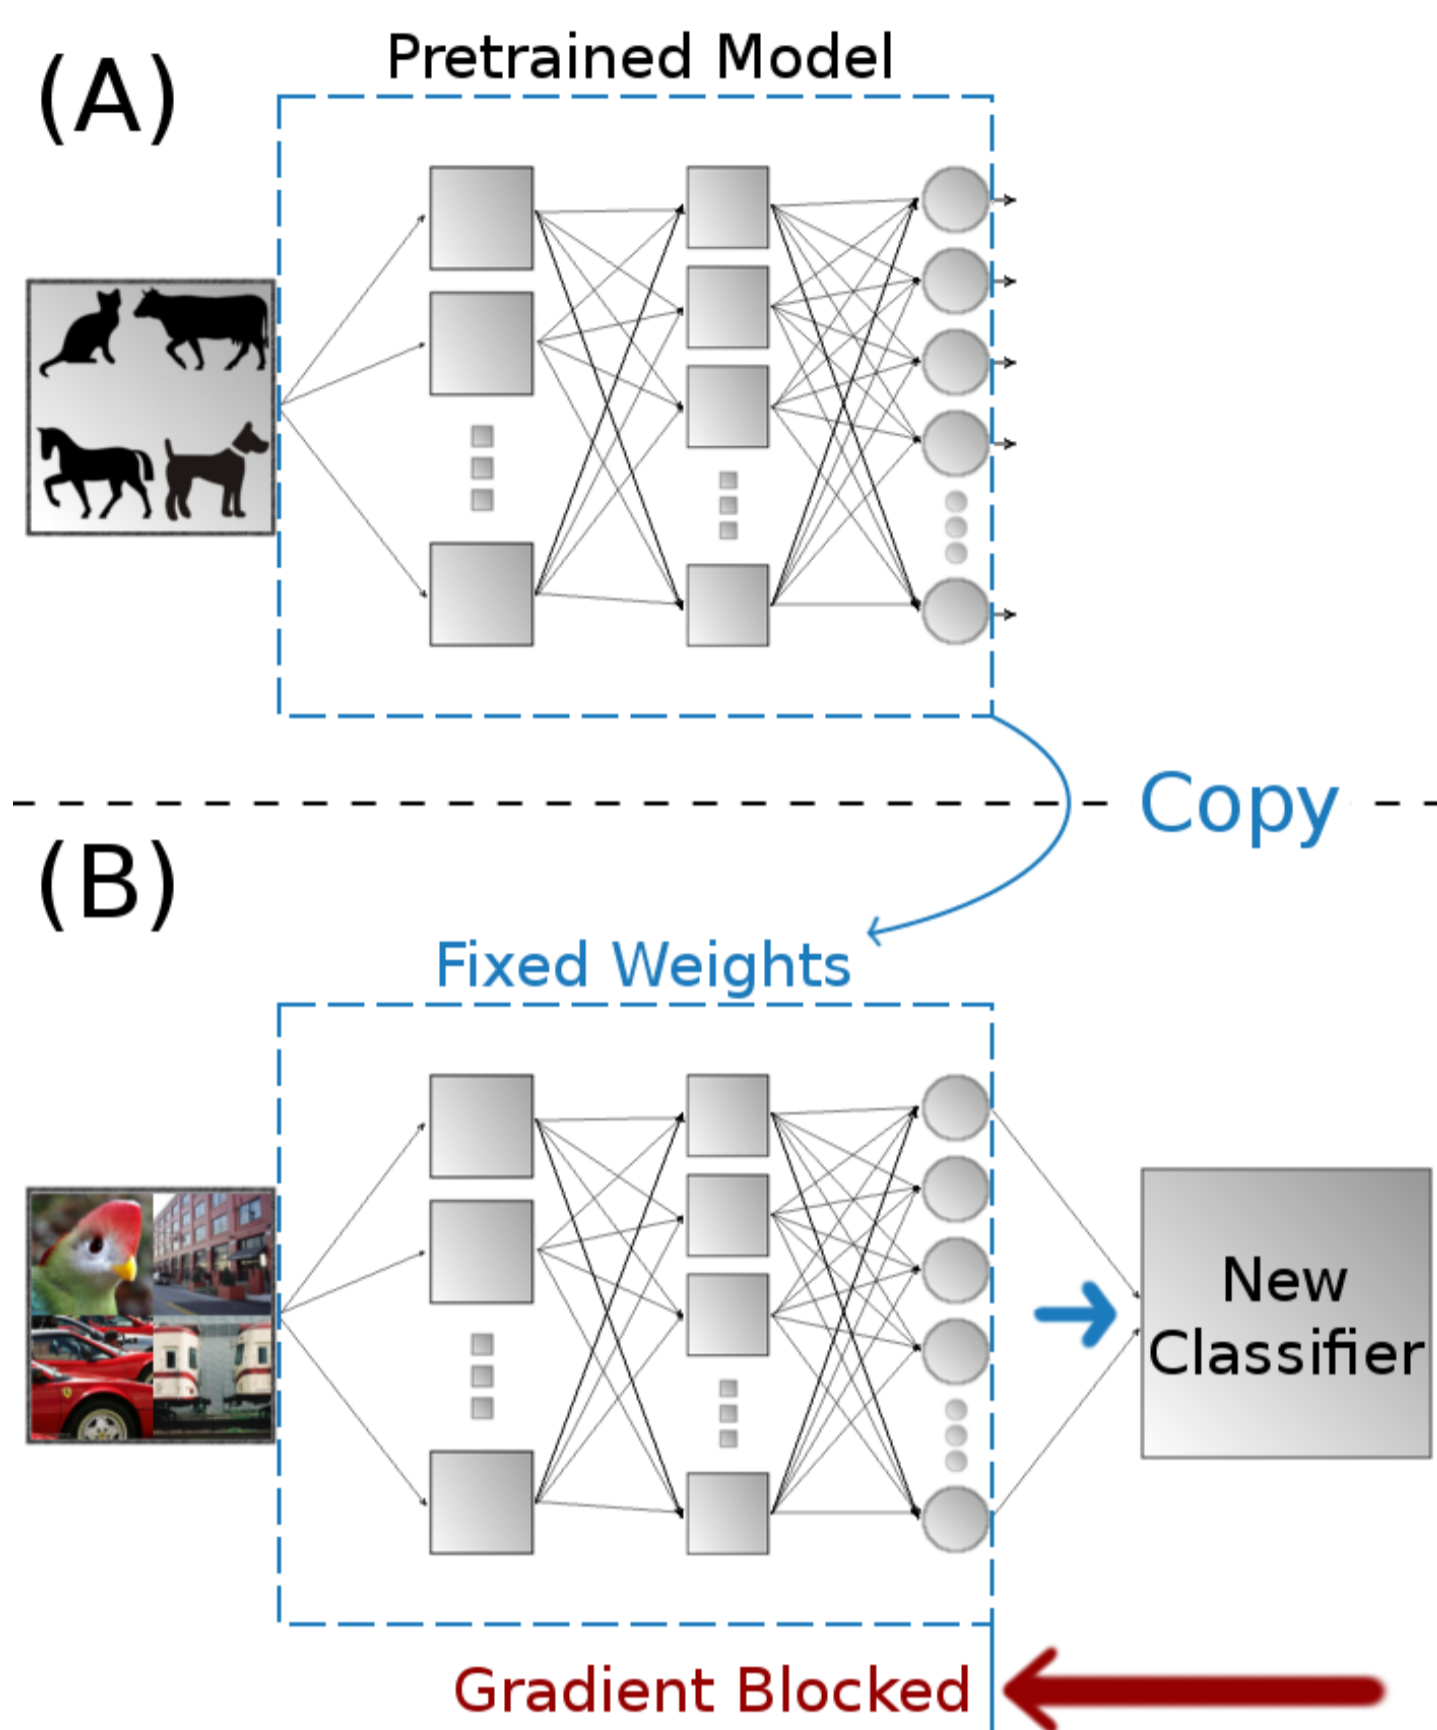 (A)
Pretrained Model
Copy
(B)
Fixed Weights
New
Classifier
Gradient Blocked